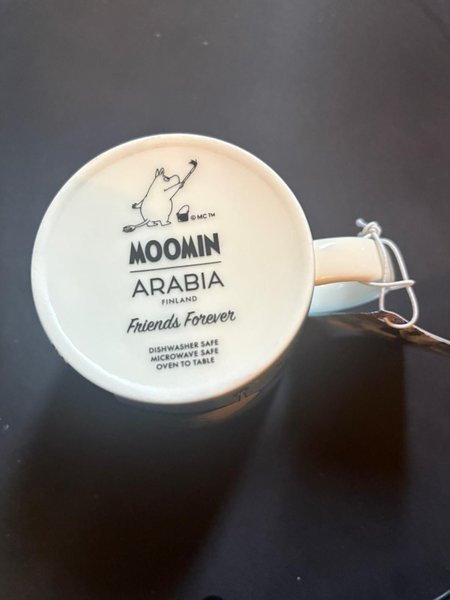 © MC™
MOOMIN
ARABIA
FINLAND
Friends Forever
DISHWASHER SAFE
MICROWAVE SAFE
OVEN TO TABLE